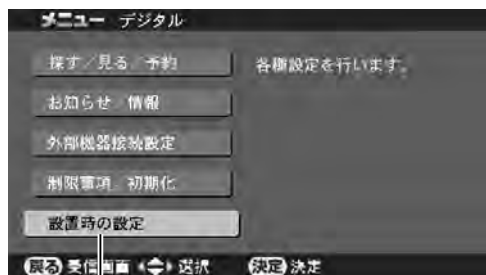 メニュー デジタル
探す／見る／予約
各種設定を行います。
お知らせ／情報
外部機器接続設定
制限事項／初期化
設置時の設定
戻る 受信画面 選択 決定 決定